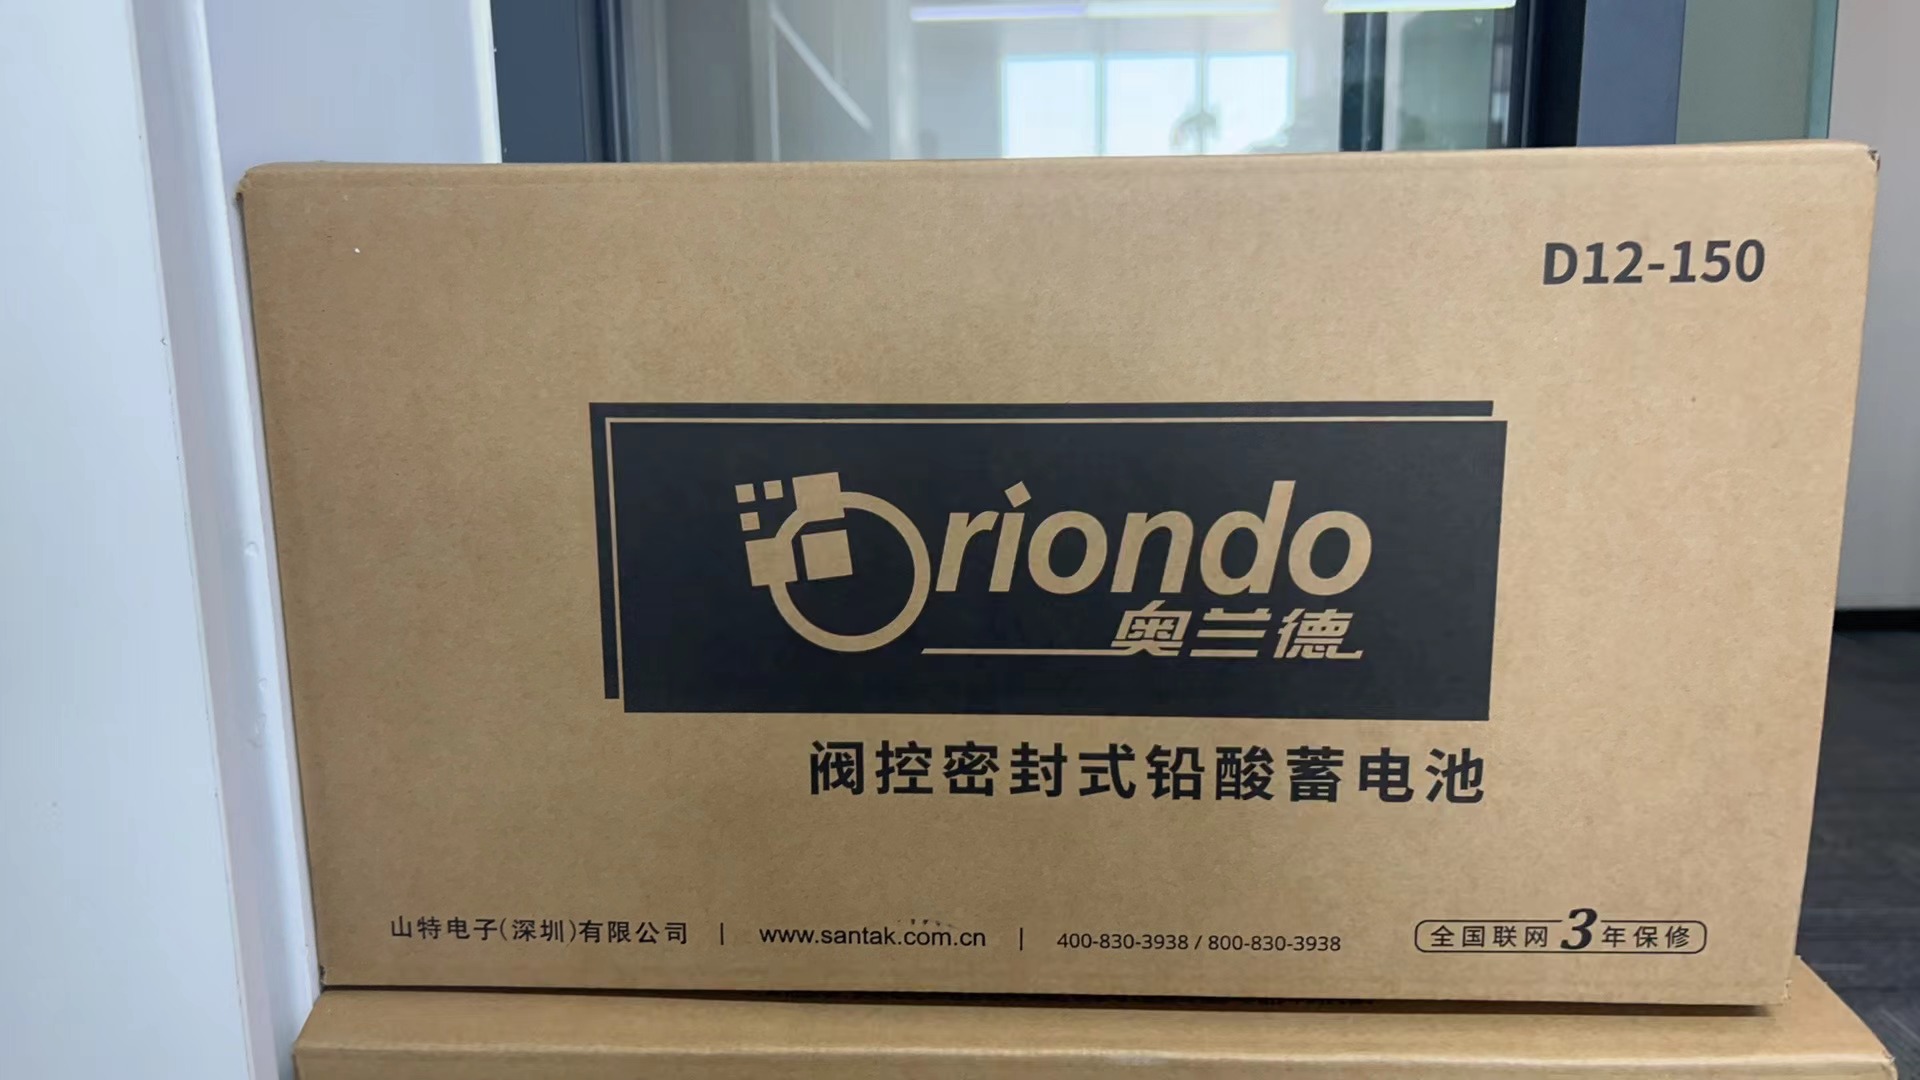 D12-150
Oriondo
奥兰德
阀控密封式铅酸蓄电池
山特电子(深圳)有限公司 | www.santak.com.cn | 400-830-3938 / 800-830-3938
全国联网3年保修